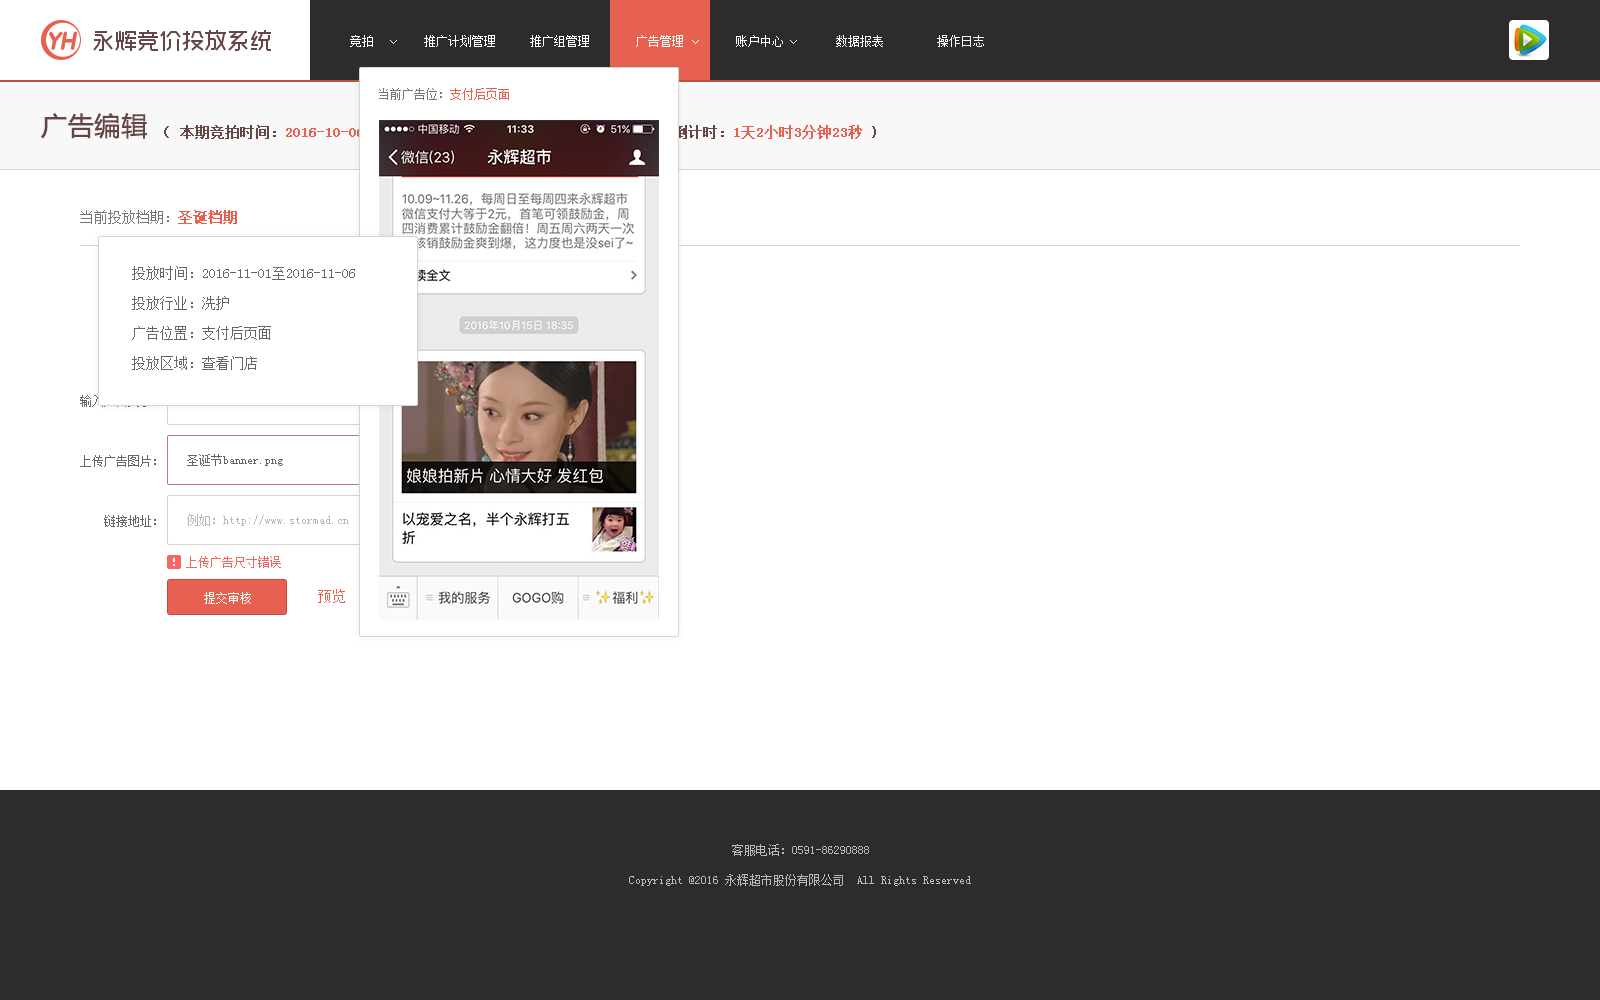 YH 永辉竞价投放系统
竞拍 推广计划管理 推广组管理 广告管理 账户中心 数据报表 操作日志
当前广告位：支付后页面
广告编辑 （ 本期竞拍时间：2016-10-06
倒计时：1天2小时3分钟23秒 ）
中国移动 11:33 51%
微信(23) 永辉超市
10.09~11.26，每周日至每周四来永辉超市
微信支付大等于2元，首笔可领鼓励金，周
四消费累计鼓励金翻倍！周五周六两天一次
核销鼓励金爽到爆，这力度也是没sei了~
读全文
2016年10月15日 18:35
娘娘拍新片 心情大好 发红包
以宠爱之名，半个永辉打五
折
我的服务 GOGO购 福利
当前投放档期：圣诞档期
投放时间：2016-11-01至2016-11-06
投放行业：洗护
广告位置：支付后页面
投放区域：查看门店
输入
上传广告图片： 圣诞节banner.png
链接地址： 例如：http://www.stormad.cn
上传广告尺寸错误
提交审核 预览
客服电话：0591-86290888
Copyright @2016 永辉超市股份有限公司 All Rights Reserved